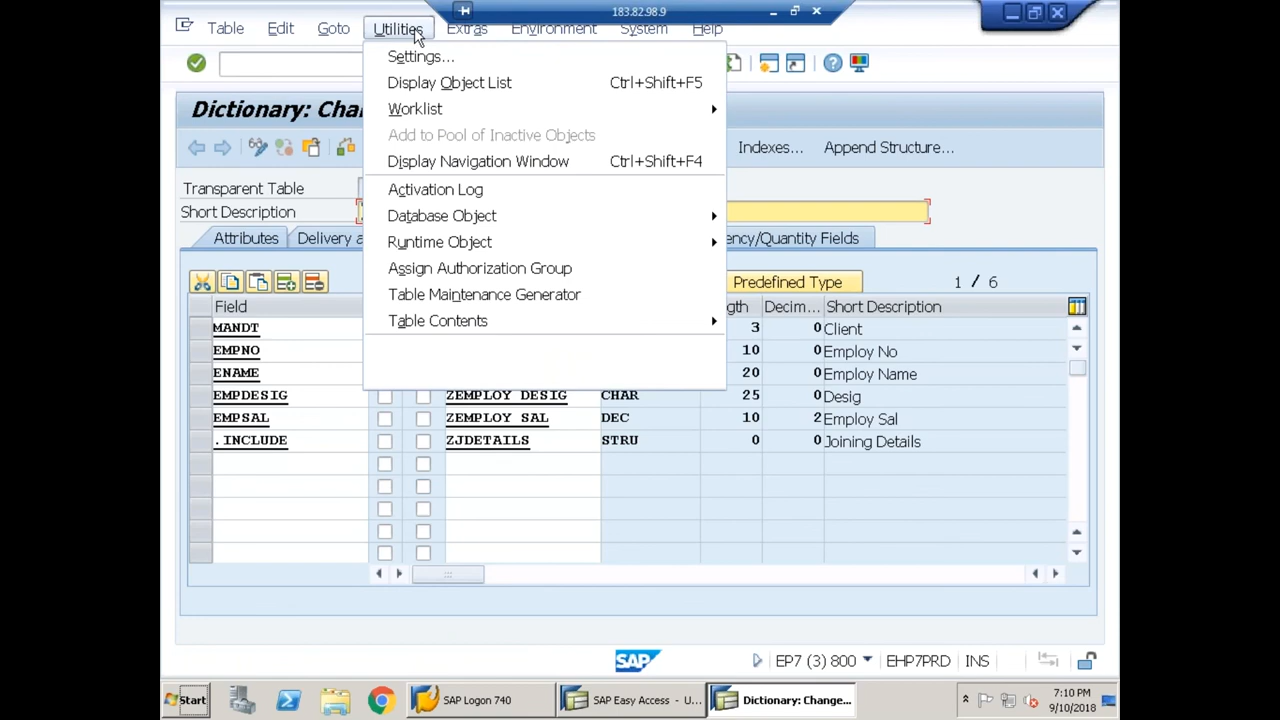 183.82.98.9
Table Edit Goto Utilities Extras Environment System Help
Settings...
Display Object List Ctrl+Shift+F5
Worklist
Add to Pool of Inactive Objects
Display Navigation Window Ctrl+Shift+F4
Activation Log
Database Object
Runtime Object
Assign Authorization Group
Table Maintenance Generator
Table Contents
Dictionary: Cha
Indexes... Append Structure...
Transparent Table
Short Description
Attributes Delivery a ency/Quantity Fields
Predefined Type 1 / 6
Field gth Decim... Short Description
MANDT 3 0 Client
EMPNO 10 0 Employ No
ENAME 20 0 Employ Name
EMPDESIG ZEMPLOY_DESIG CHAR 25 0 Desig
EMPSAL ZEMPLOY_SAL DEC 10 2 Employ Sal
.INCLUDE ZJDETAILS STRU 0 0 Joining Details
SAP EP7 (3) 800 EHP7PRD INS
Start SAP Logon 740 SAP Easy Access - U... Dictionary: Change... 7:10 PM
9/10/2018